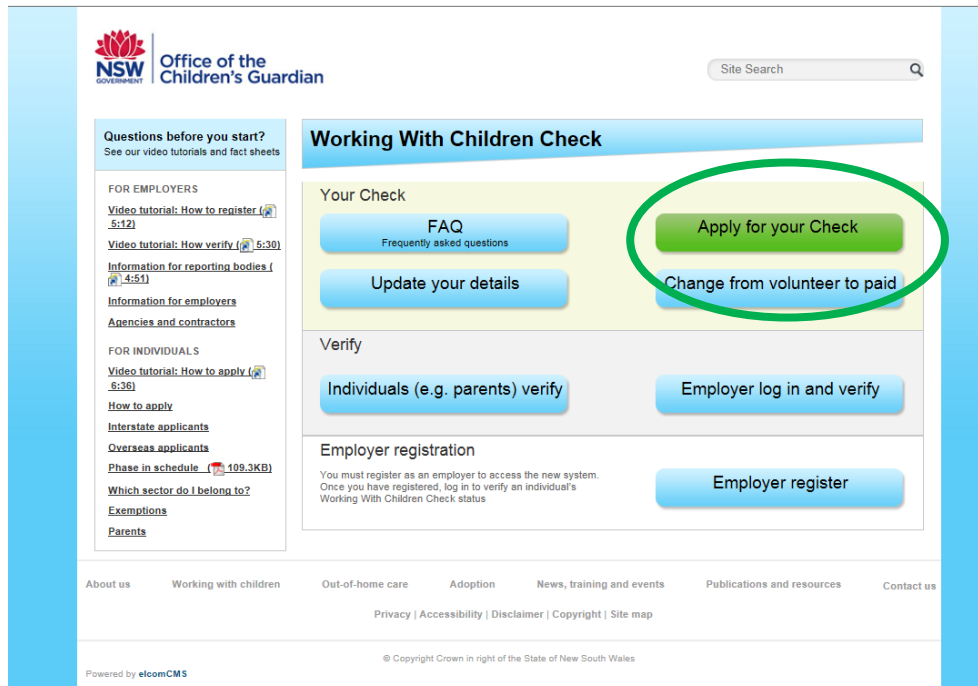 NSW
GOVERNMENT
Office of the
Children's Guardian
Site Search
Questions before you start?
See our video tutorials and fact sheets
FOR EMPLOYERS
Video tutorial: How to register (
5:12)
Video tutorial: How verify ( 5:30)
Information for reporting bodies (
4:51)
Information for employers
Agencies and contractors
FOR INDIVIDUALS
Video tutorial: How to apply (
6:36)
How to apply
Interstate applicants
Overseas applicants
Phase in schedule ( 109.3KB)
Which sector do I belong to?
Exemptions
Parents
Working With Children Check
Your Check
FAQ
Frequently asked questions
Apply for your Check
Update your details
Change from volunteer to paid
Verify
Individuals (e.g. parents) verify
Employer log in and verify
Employer registration
You must register as an employer to access the new system.
Once you have registered, log in to verify an individual's
Working With Children Check status
Employer register
About us Working with children Out-of-home care Adoption News, training and events Publications and resources Contact us
Privacy | Accessibility | Disclaimer | Copyright | Site map
© Copyright Crown in right of the State of New South Wales
Powered by elcomCMS